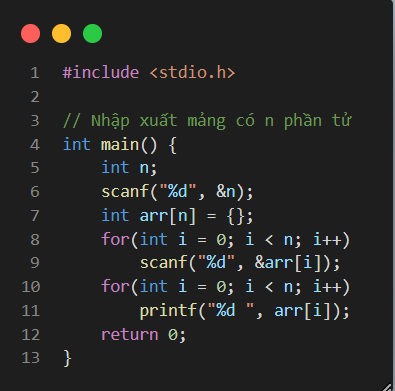 1 #include <stdio.h>
2
3 // Nhập xuất mảng có n phần tử
4 int main() {
5     int n;
6     scanf("%d", &n);
7     int arr[n] = {};
8     for(int i = 0; i < n; i++)
9         scanf("%d", &arr[i]);
10     for(int i = 0; i < n; i++)
11         printf("%d ", arr[i]);
12     return 0;
13 }